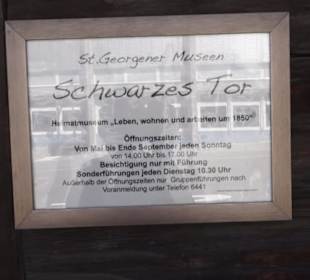 St.Georgener Museen
Schwarzes Tor
Heimatmuseum „Leben, wohnen und arbeiten um 1850“
Öffnungszeiten:
Von Mai bis Ende September jeden Sonntag
von 14.00 Uhr bis 17.00 Uhr
Besichtigung nur mit Führung
Sonderführungen jeden Dienstag 10.30 Uhr
Außerhalb der Öffnungszeiten nur Gruppenführungen nach
Voranmeldung unter Telefon 6441